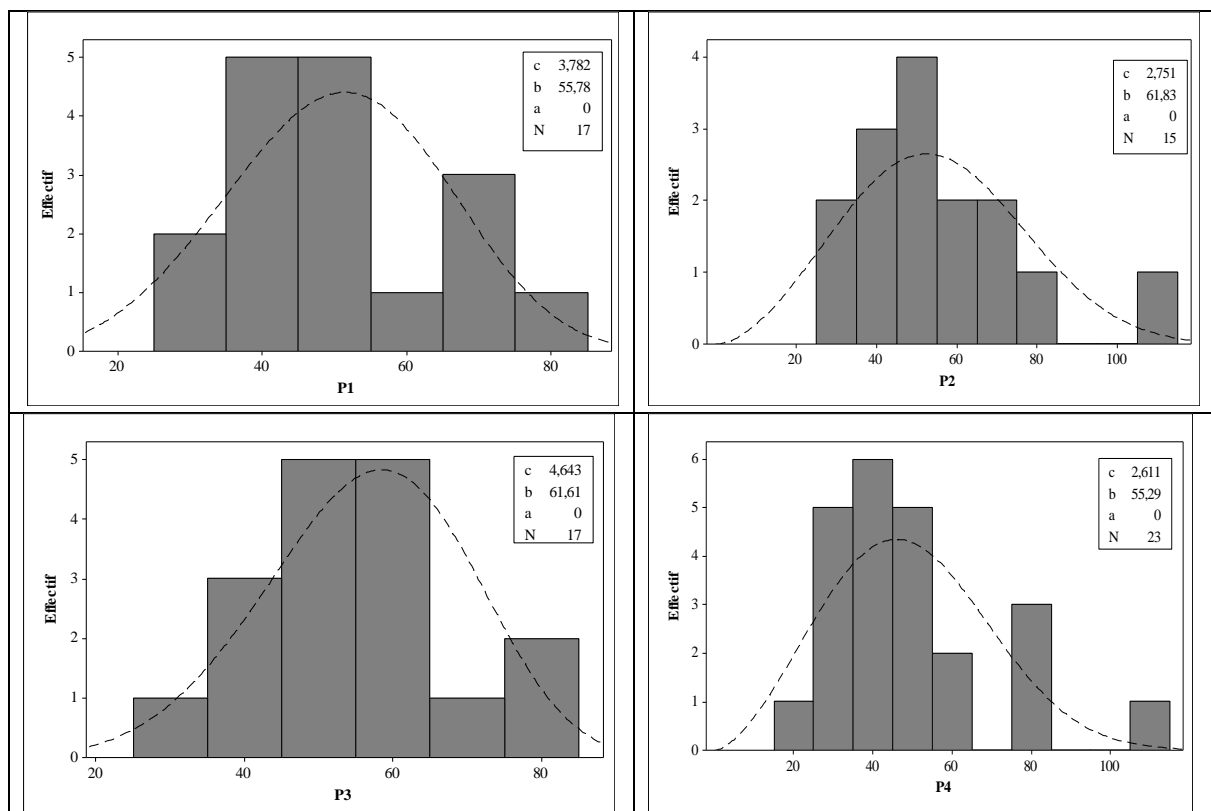 5
4
3
2
1
0
Effectif
20 40 60 80
P1
c 3,782
b 55,78
a 0
N 17
4
3
2
1
0
Effectif
20 40 60 80 100
P2
c 2,751
b 61,83
a 0
N 15
5
4
3
2
1
0
Effectif
20 40 60 80
P3
c 4,643
b 61,61
a 0
N 17
6
5
4
3
2
1
0
Effectif
20 40 60 80 100
P4
c 2,611
b 55,29
a 0
N 23